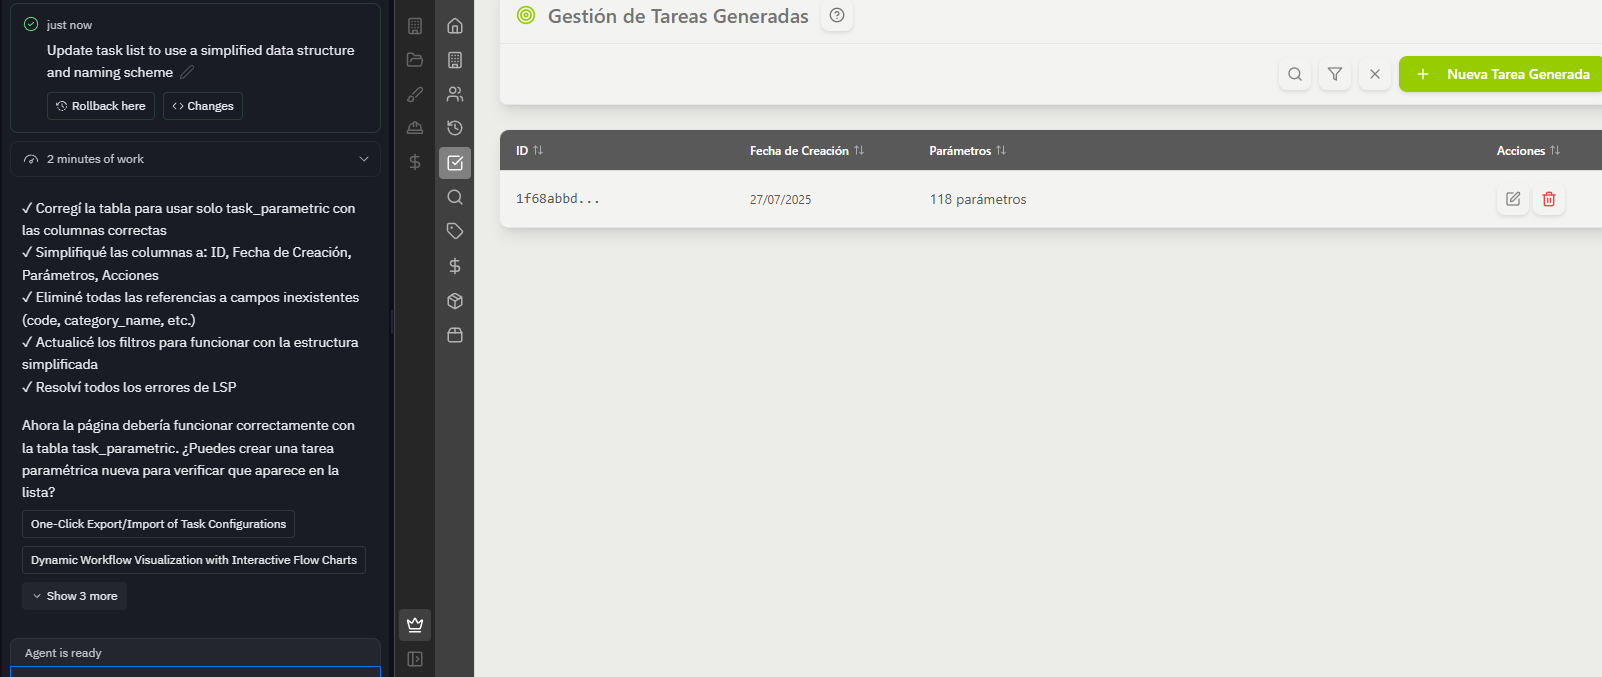 just now
Update task list to use a simplified data structure
and naming scheme
Rollback here
<> Changes
2 minutes of work
✓ Corregí la tabla para usar solo task_parametric con
las columnas correctas
✓ Simplifiqué las columnas a: ID, Fecha de Creación,
Parámetros, Acciones
✓ Eliminé todas las referencias a campos inexistentes
(code, category_name, etc.)
✓ Actualicé los filtros para funcionar con la estructura
simplificada
✓ Resolví todos los errores de LSP
Ahora la página debería funcionar correctamente con
la tabla task_parametric. ¿Puedes crear una tarea
paramétrica nueva para verificar que aparece en la
lista?
One-Click Export/Import of Task Configurations
Dynamic Workflow Visualization with Interactive Flow Charts
Show 3 more
Agent is ready
Gestión de Tareas Generadas
+ Nueva Tarea Generada
ID
Fecha de Creación
Parámetros
Acciones
1f68abbd...
27/07/2025
118 parámetros